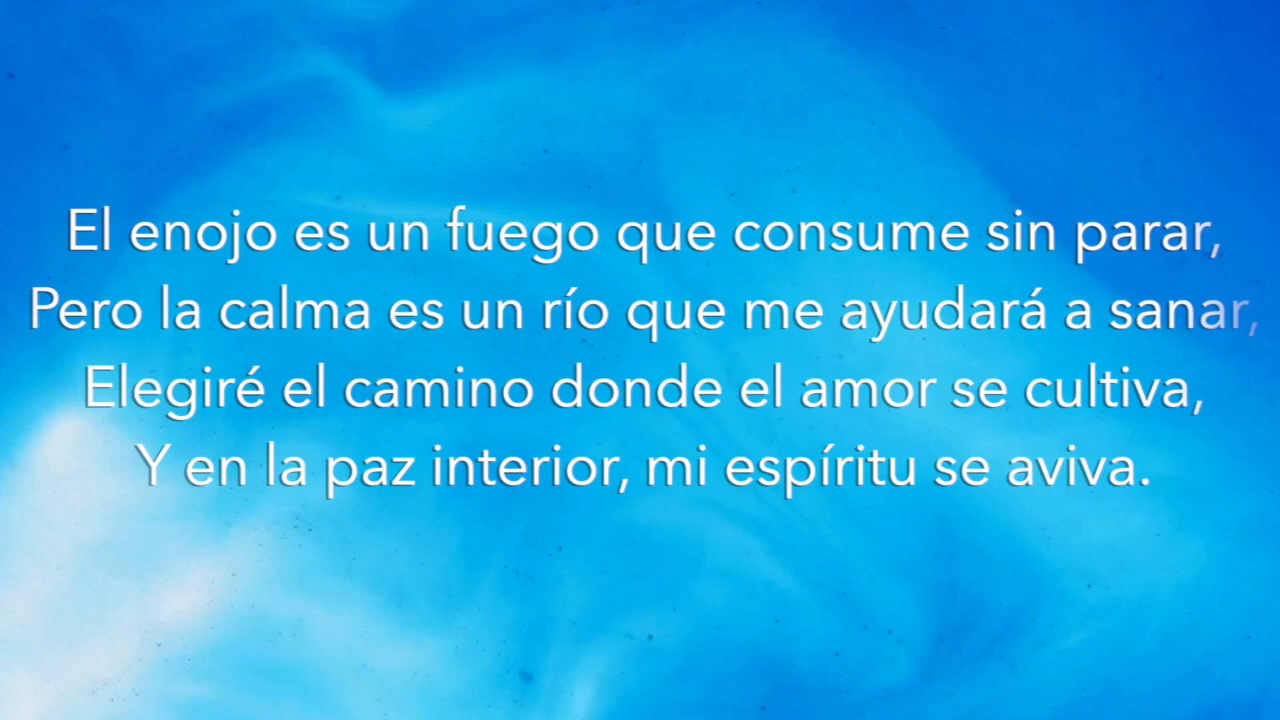 El enojo es un fuego que consume sin parar,
Pero la calma es un río que me ayudará a sanar,
Elegiré el camino donde el amor se cultiva,
Y en la paz interior, mi espíritu se aviva.